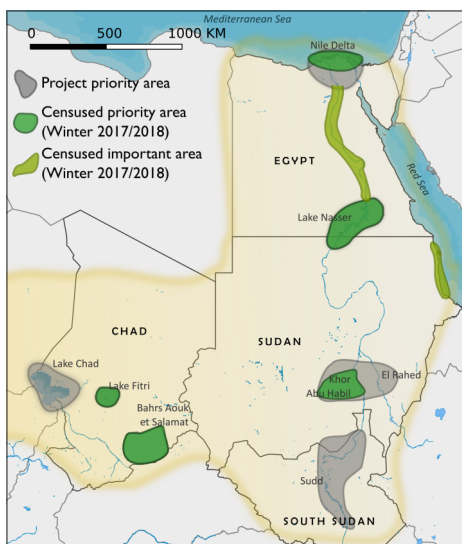 Mediterranean Sea
0 500 1000 KM
Nile Delta
Project priority area
Censused priority area
(Winter 2017/2018)
Censused important area
(Winter 2017/2018)
EGYPT
Red Sea
Lake Nasser
CHAD
SUDAN
Lake Chad
Lake Fitri
Khor
Abu Habil
El Rahed
Bahrs Aouk
et Salamat
Sudd
SOUTH SUDAN